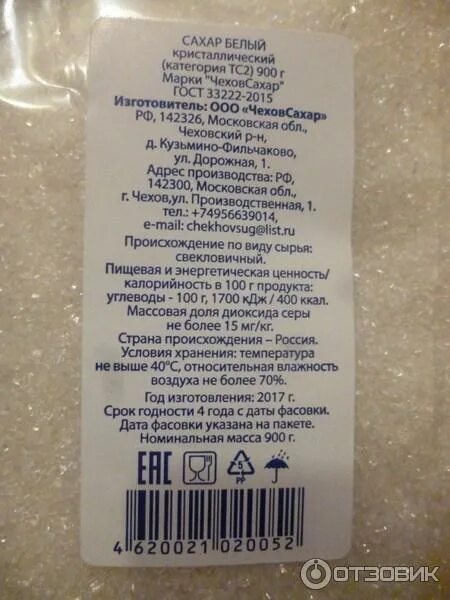 САХАР БЕЛЫЙ
кристаллический
(категория ТС2) 900 г
Марки "ЧеховСахар"
ГОСТ 33222-2015
Изготовитель: ООО «ЧеховСахар»
РФ, 142326, Московская обл.,
Чеховский р-н,
д. Кузьмино-Фильчаково,
ул. Дорожная, 1.
Адрес производства: РФ,
142300, Московская обл.,
г. Чехов,ул. Производственная, 1.
тел.: +74956639014,
e-mail: chekhovsug@list.ru
Происхождение по виду сырья:
свекловичный.
Пищевая и энергетическая ценность/
калорийность в 100 г продукта:
углеводы - 100 г, 1700 кДж / 400 ккал.
Массовая доля диоксида серы
не более 15 мг/кг.
Страна происхождения – Россия.
Условия хранения: температура
не выше 40°С, относительная влажность
воздуха не более 70%.
Год изготовления: 2017 г.
Срок годности 4 года с даты фасовки.
Дата фасовки указана на пакете.
Номинальная масса 900 г.
ЕАС
5
PP
4 620021 020052
ОТЗОВИК